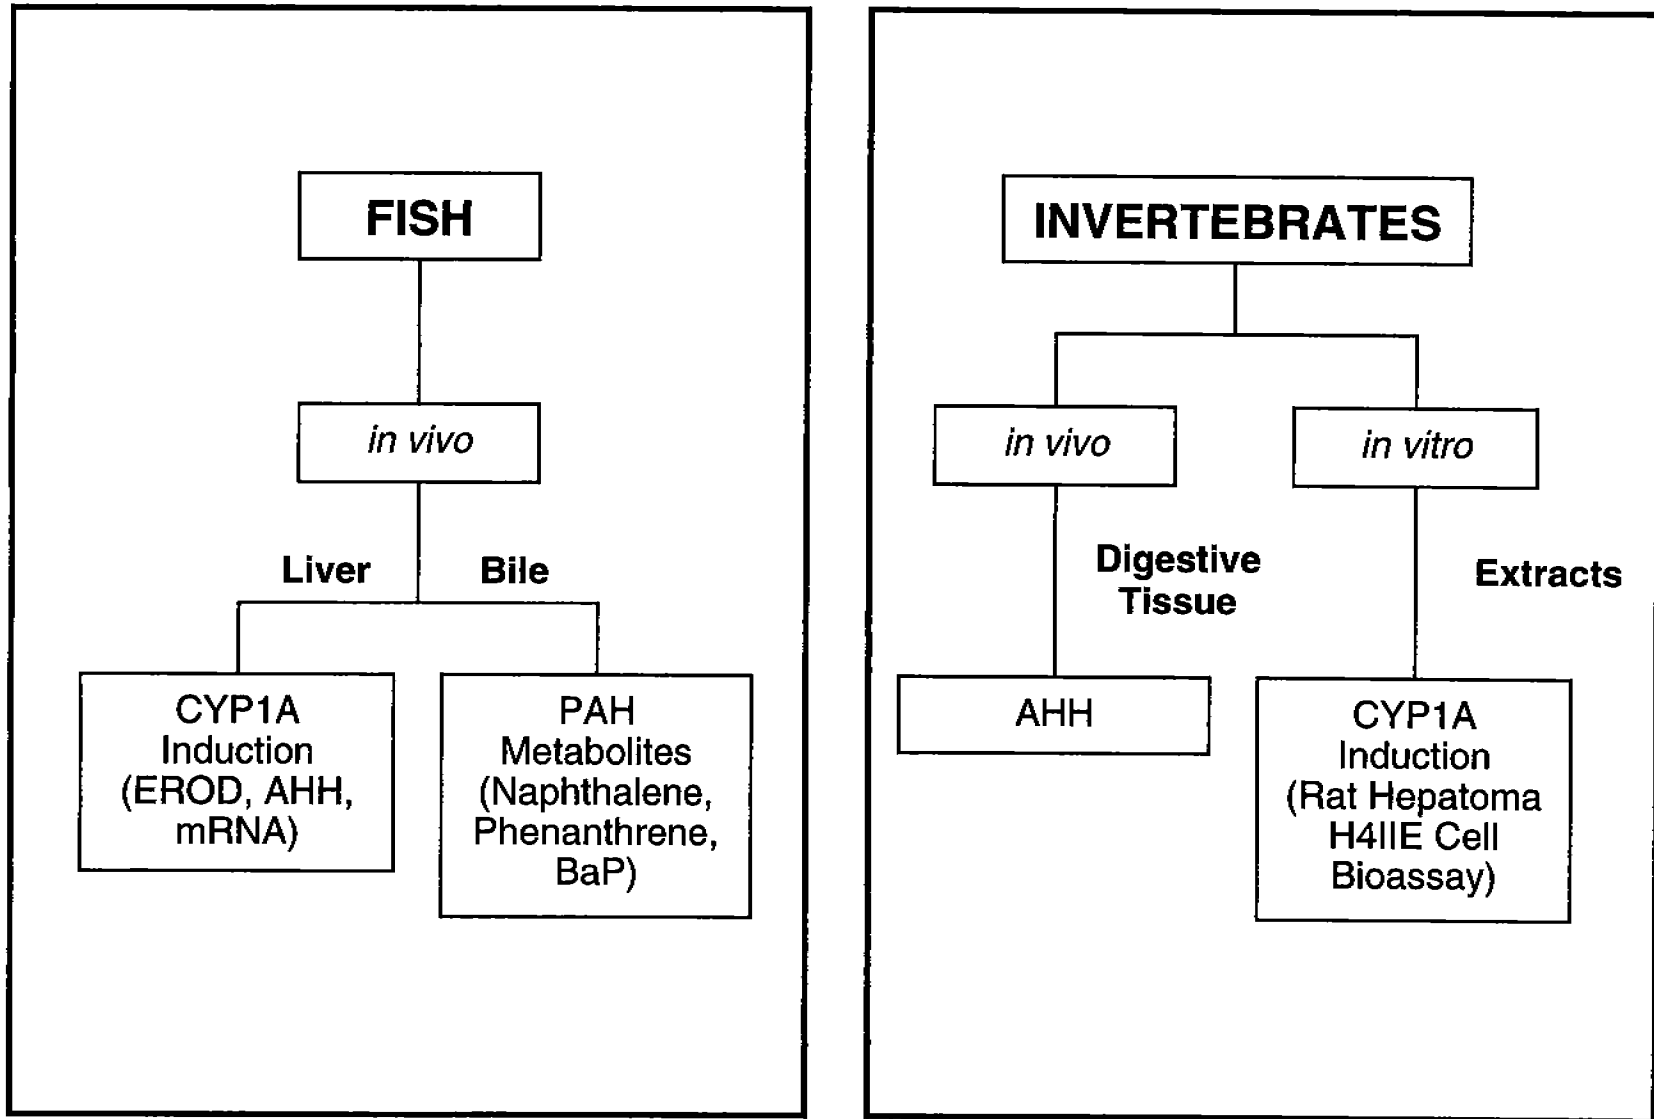 FISH
in vivo
Liver
Bile
CYP1A
Induction
(EROD, AHH,
mRNA)
PAH
Metabolites
(Naphthalene,
Phenanthrene,
BaP)
INVERTEBRATES
in vivo
in vitro
Digestive
Tissue
Extracts
AHH
CYP1A
Induction
(Rat Hepatoma
H4IIE Cell
Bioassay)